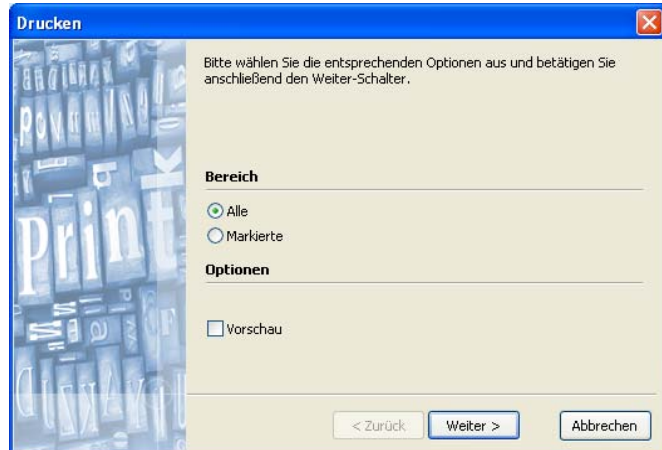 Drucken
Bitte wählen Sie die entsprechenden Optionen aus und betätigen Sie
anschließend den Weiter-Schalter.
Print
Bereich
Alle
Markierte
Optionen
Vorschau
< Zurück
Weiter >
Abbrechen